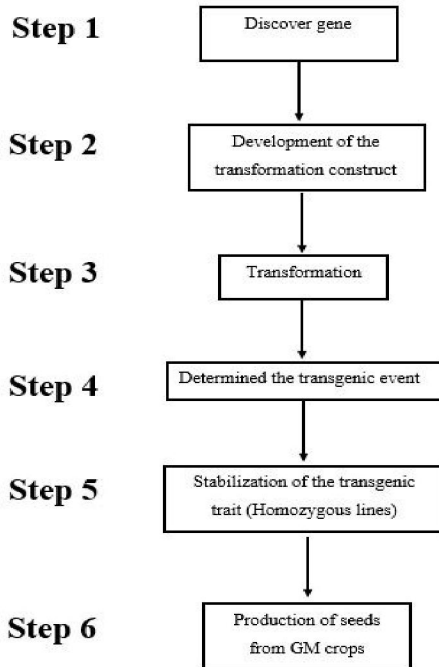 Step 1
Discover gene
Step 2
Development of the
transformation construct
Step 3
Transformation
Step 4
Determined the transgenic event
Step 5
Stabilization of the transgenic
trait (Homozygous lines)
Step 6
Production of seeds
from GM crops